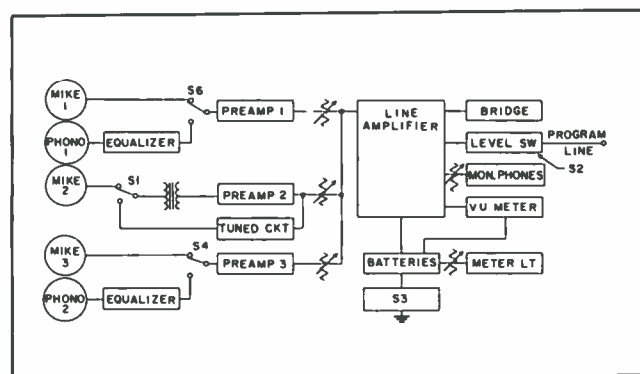 MIKE 1
S6
PREAMP 1
PHONO 1
EQUALIZER
MIKE 2
S1
PREAMP 2
TUNED CKT
MIKE 3
S4
PREAMP 3
PHONO 2
EQUALIZER
LINE AMPLIFIER
BRIDGE
LEVEL SW
PROGRAM LINE
S2
MON. PHONES
VU METER
BATTERIES
METER LT
S3